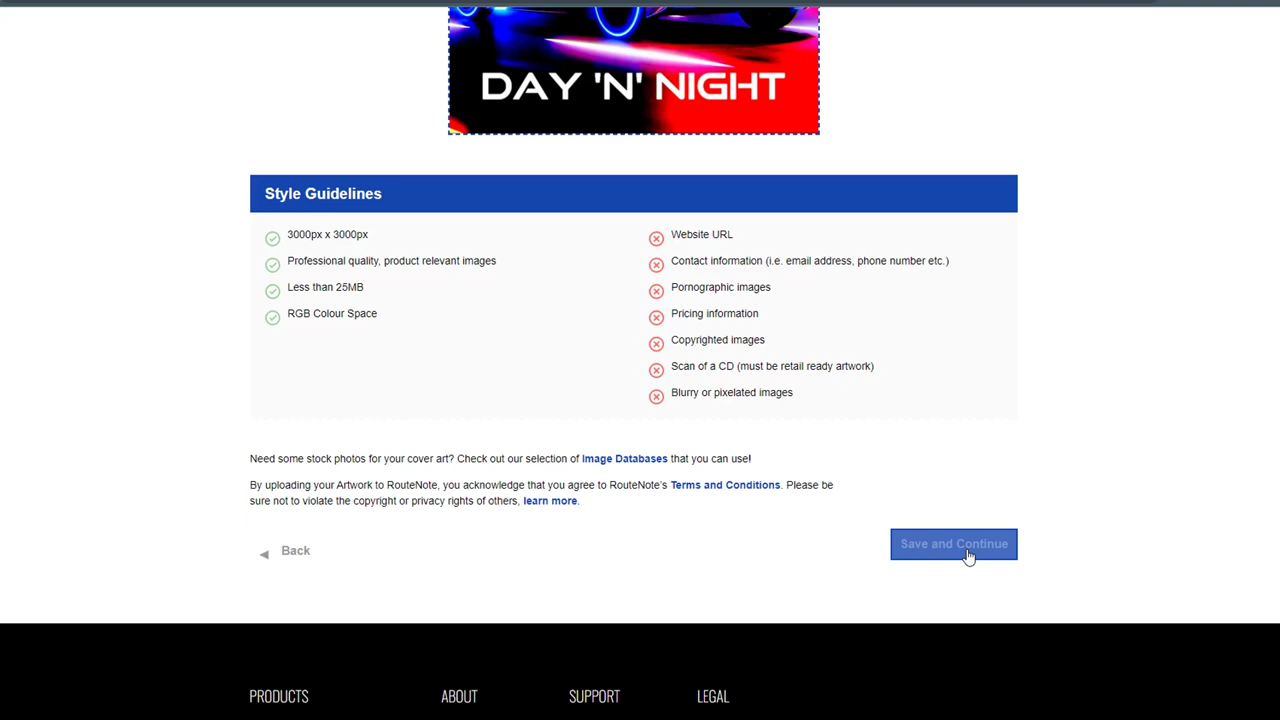 DAY 'N' NIGHT
Style Guidelines
3000px x 3000px
Professional quality, product relevant images
Less than 25MB
RGB Colour Space
Website URL
Contact information (i.e. email address, phone number etc.)
Pornographic images
Pricing information
Copyrighted images
Scan of a CD (must be retail ready artwork)
Blurry or pixelated images
Need some stock photos for your cover art? Check out our selection of Image Databases that you can use!
By uploading your Artwork to RouteNote, you acknowledge that you agree to RouteNote's Terms and Conditions. Please be
sure not to violate the copyright or privacy rights of others, learn more.
Back
Save and Continue
PRODUCTS ABOUT SUPPORT LEGAL